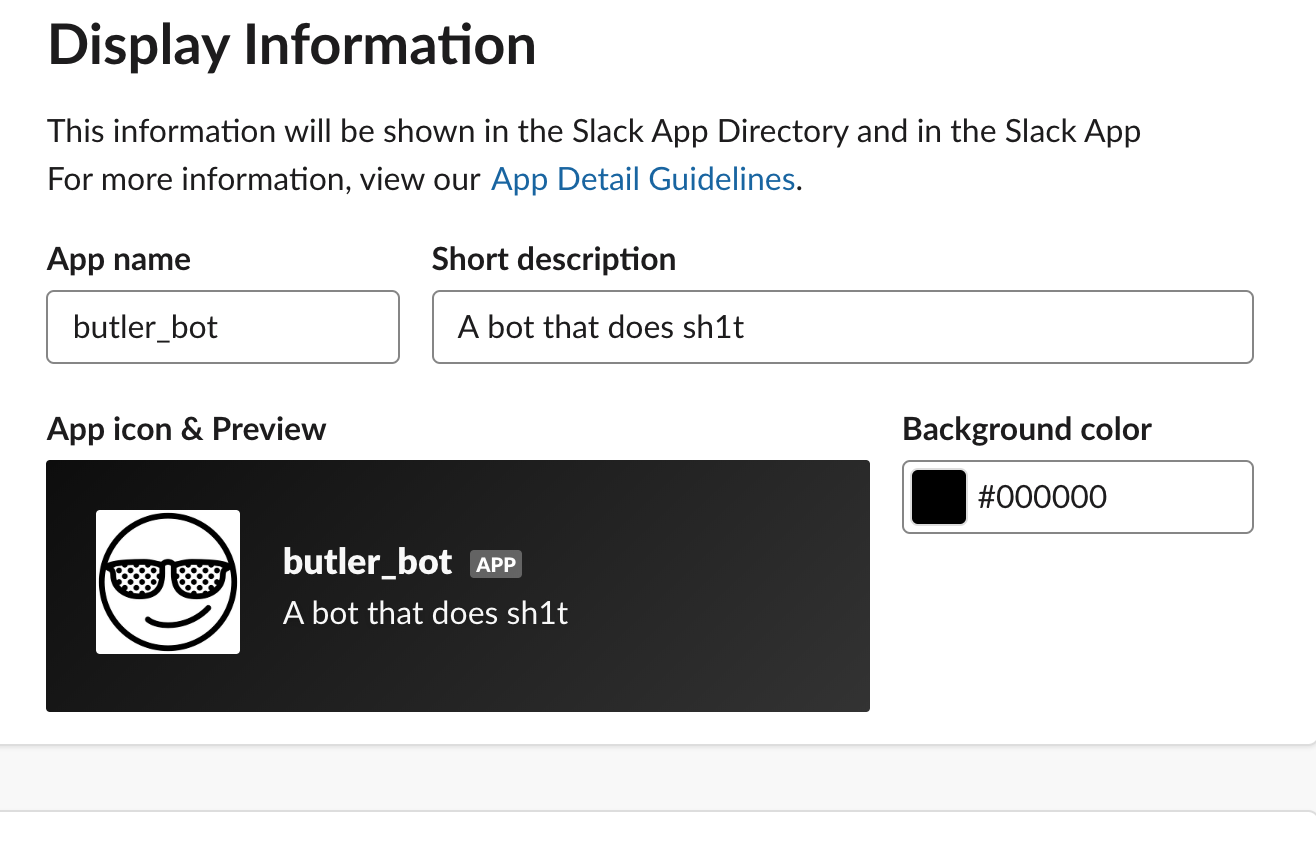 Display Information
This information will be shown in the Slack App Directory and in the Slack App
For more information, view our App Detail Guidelines.
App name
Short description
butler_bot
A bot that does sh1t
App icon & Preview
Background color
#000000
butler_bot APP
A bot that does sh1t